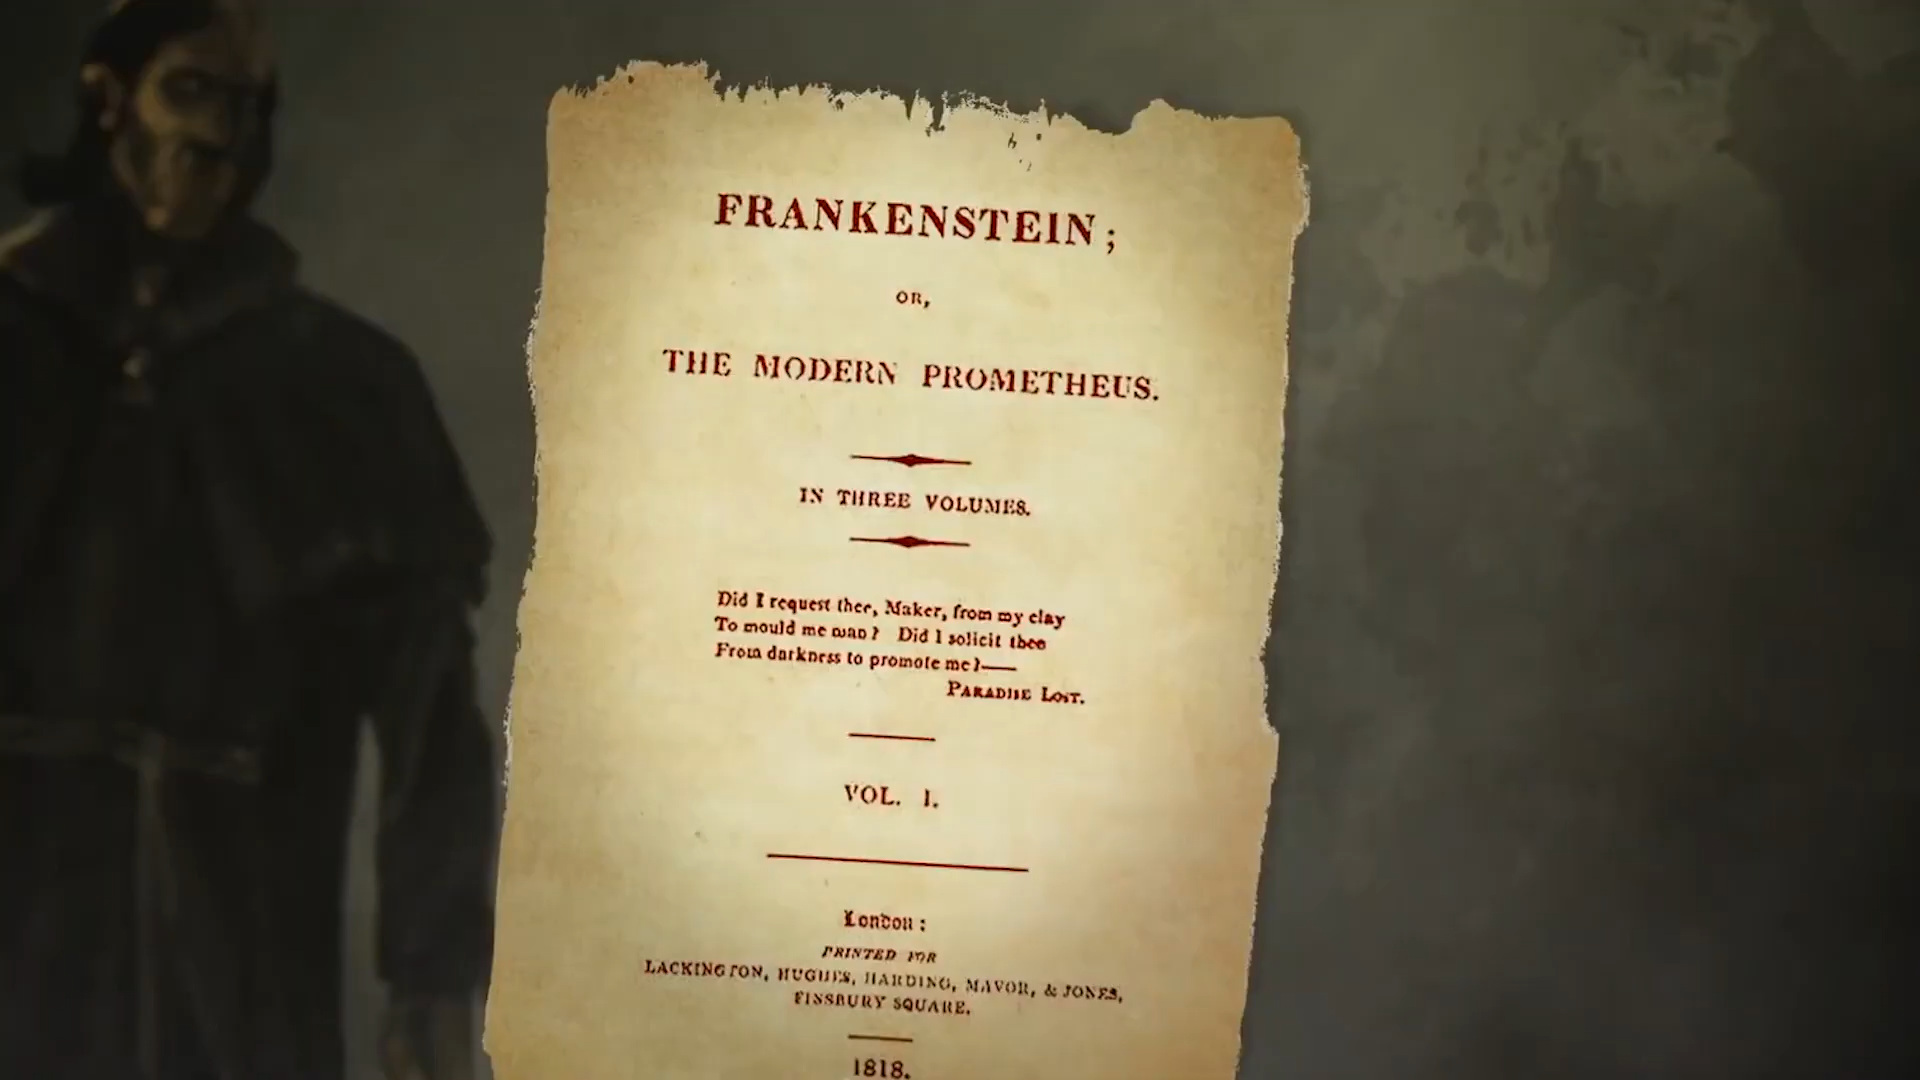 FRANKENSTEIN;
OR,
THE MODERN PROMETHEUS.
IN THREE VOLUMES.
Did I request thee, Maker, from my clay
To mould me man? Did I solicit thee
From darkness to promote me?——
PARADISE LOST.
VOL. I.
London:
PRINTED FOR
LACKINGTON, HUGHES, HARDING, MAVOR, & JONES,
FINSBURY SQUARE.
1818.